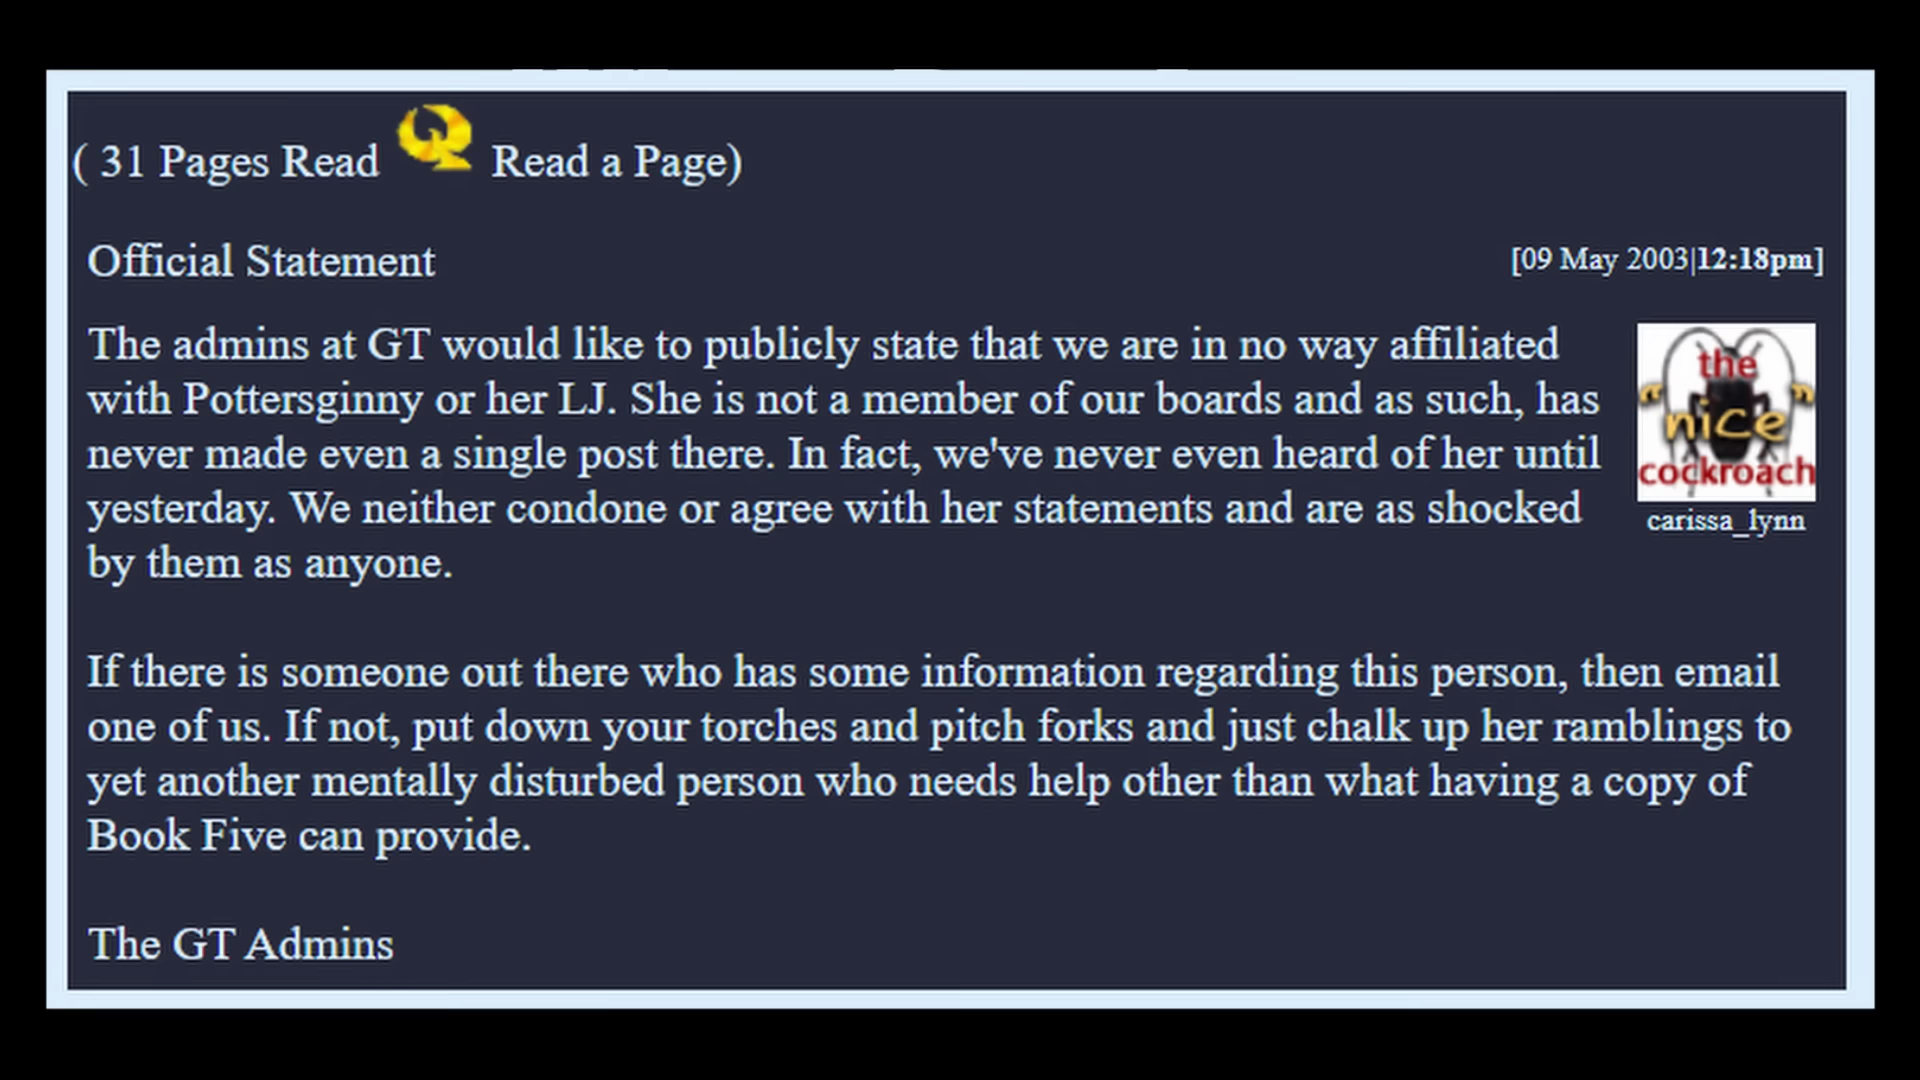 ( 31 Pages Read Read a Page)
Official Statement
[09 May 2003|12:18pm]
The admins at GT would like to publicly state that we are in no way affiliated
with Pottersginny or her LJ. She is not a member of our boards and as such, has
never made even a single post there. In fact, we've never even heard of her until
yesterday. We neither condone or agree with her statements and are as shocked
by them as anyone.
the
"nice"
cockroach
carissa_lynn
If there is someone out there who has some information regarding this person, then email
one of us. If not, put down your torches and pitch forks and just chalk up her ramblings to
yet another mentally disturbed person who needs help other than what having a copy of
Book Five can provide.
The GT Admins